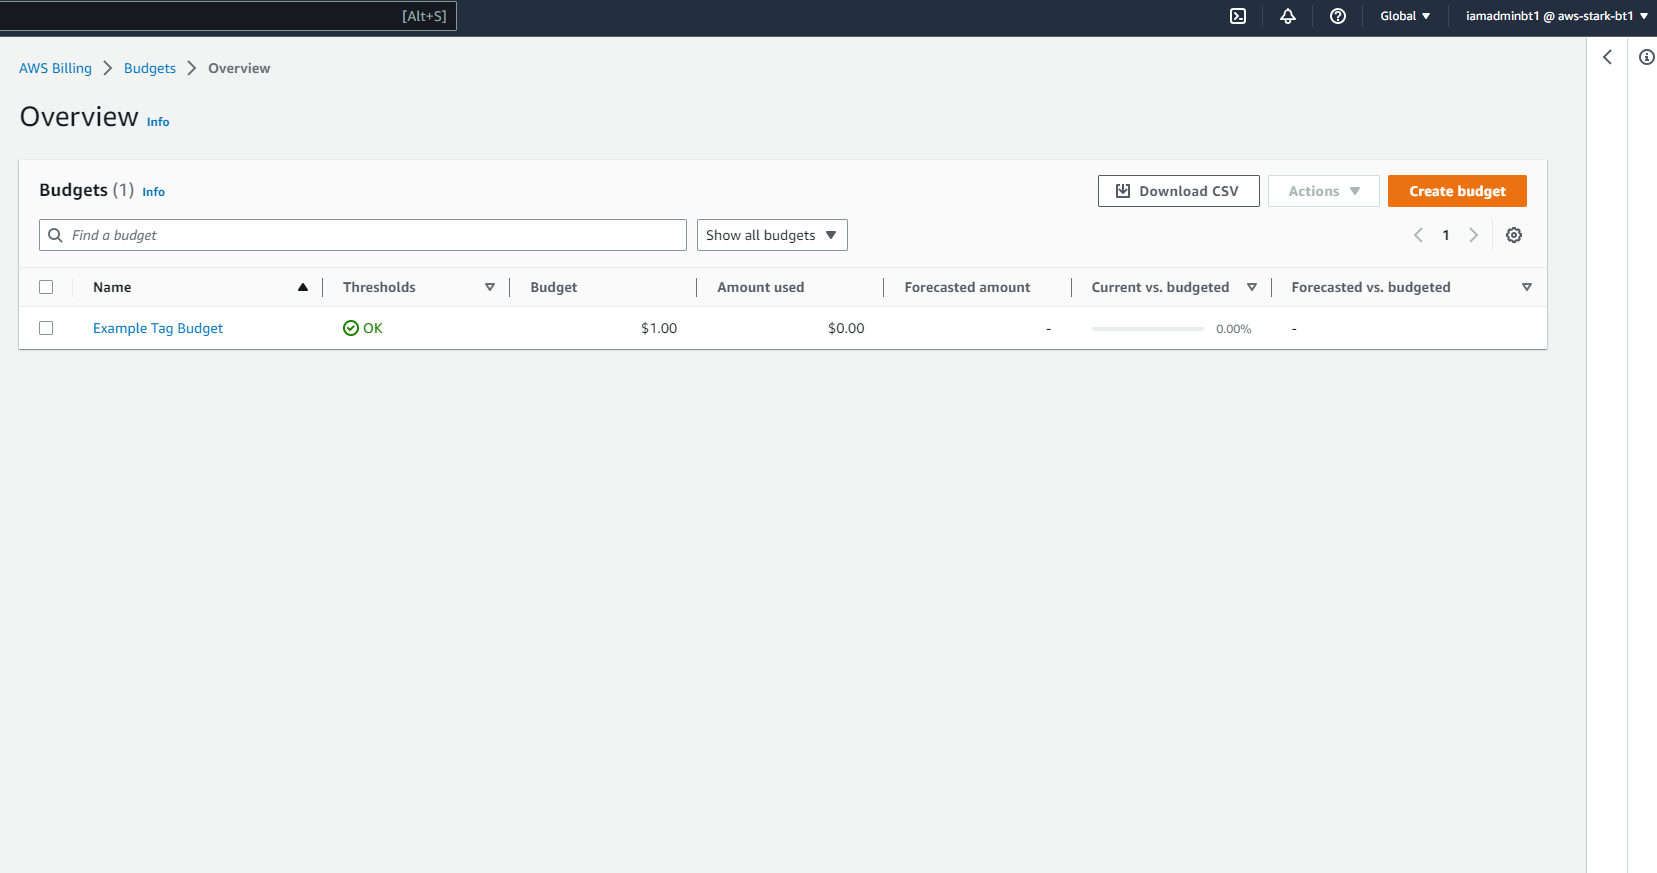 [Alt+S] Global iamadminbt1 @ aws-stark-bt1
AWS Billing Budgets Overview
Overview Info
Budgets (1) Info Download CSV Actions Create budget
Find a budget Show all budgets 1
Name Thresholds Budget Amount used Forecasted amount Current vs. budgeted Forecasted vs. budgeted
Example Tag Budget OK $1.00 $0.00 - 0.00% -